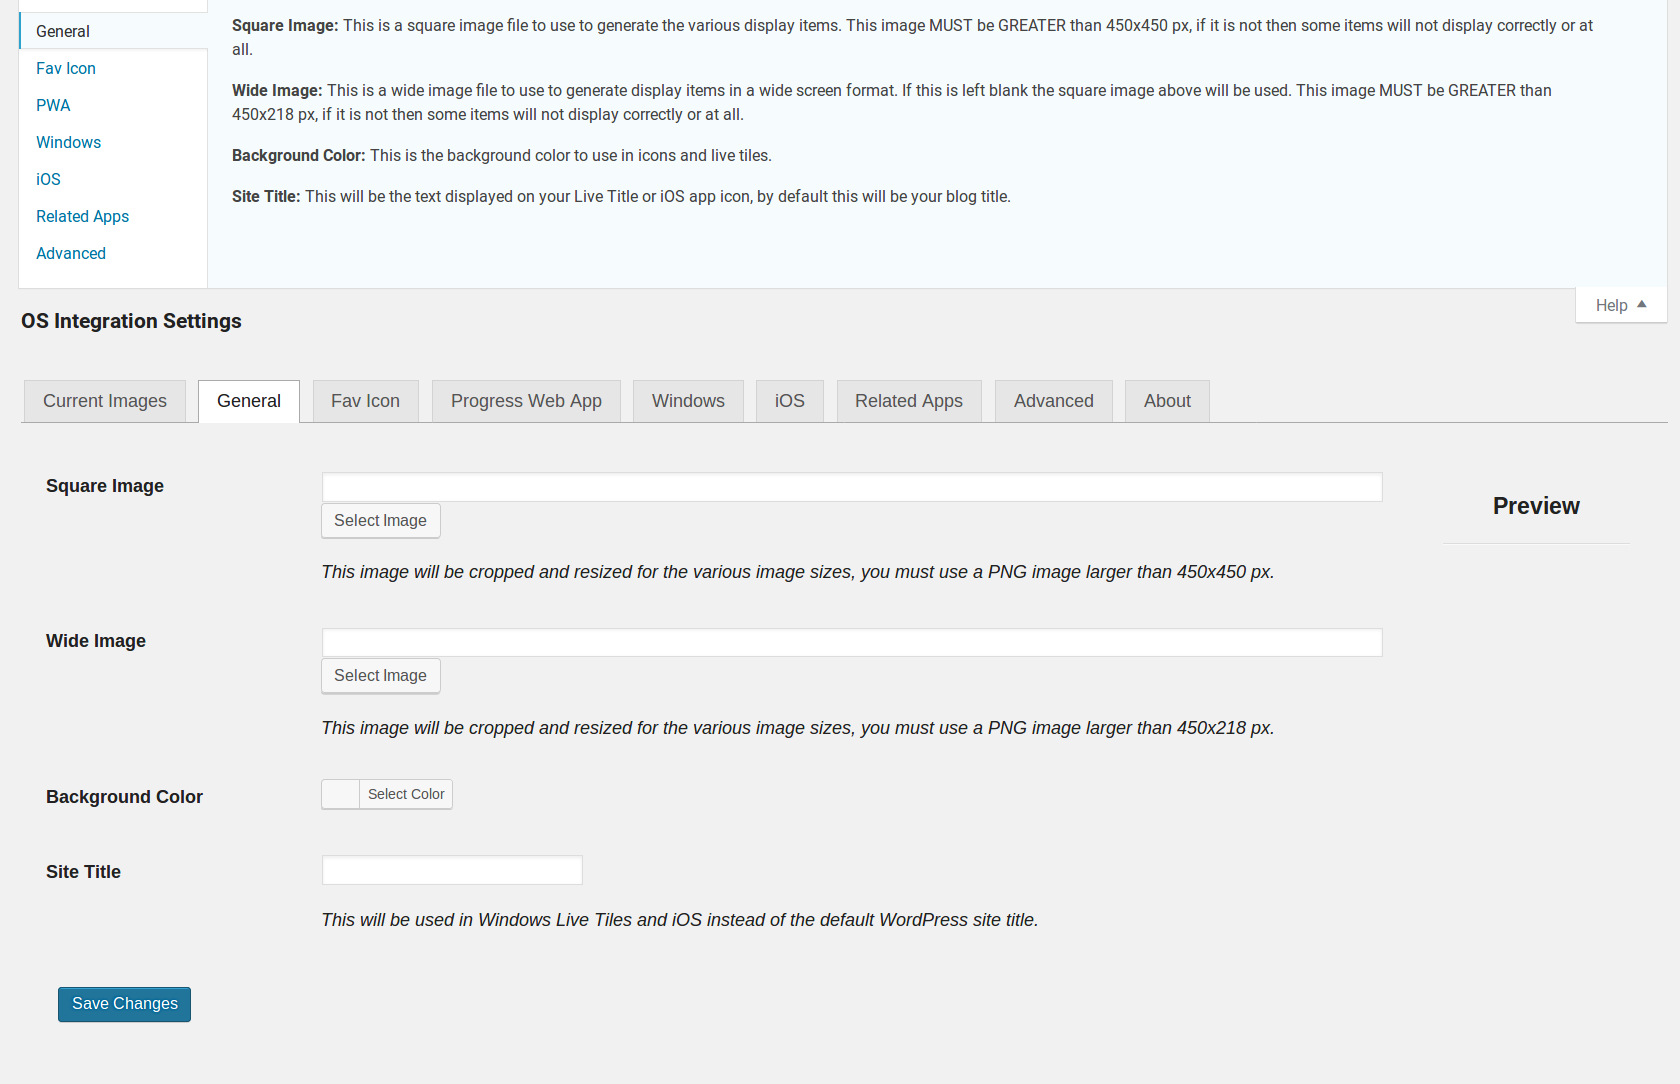 General
Fav Icon
PWA
Windows
iOS
Related Apps
Advanced
Square Image: This is a square image file to use to generate the various display items. This image MUST be GREATER than 450x450 px, if it is not then some items will not display correctly or at
all.
Wide Image: This is a wide image file to use to generate display items in a wide screen format. If this is left blank the square image above will be used. This image MUST be GREATER than
450x218 px, if it is not then some items will not display correctly or at all.
Background Color: This is the background color to use in icons and live tiles.
Site Title: This will be the text displayed on your Live Title or iOS app icon, by default this will be your blog title.
Help
OS Integration Settings
Current Images General Fav Icon Progress Web App Windows iOS Related Apps Advanced About
Square Image
Select Image
This image will be cropped and resized for the various image sizes, you must use a PNG image larger than 450x450 px.
Preview
Wide Image
Select Image
This image will be cropped and resized for the various image sizes, you must use a PNG image larger than 450x218 px.
Background Color
Select Color
Site Title
This will be used in Windows Live Tiles and iOS instead of the default WordPress site title.
Save Changes